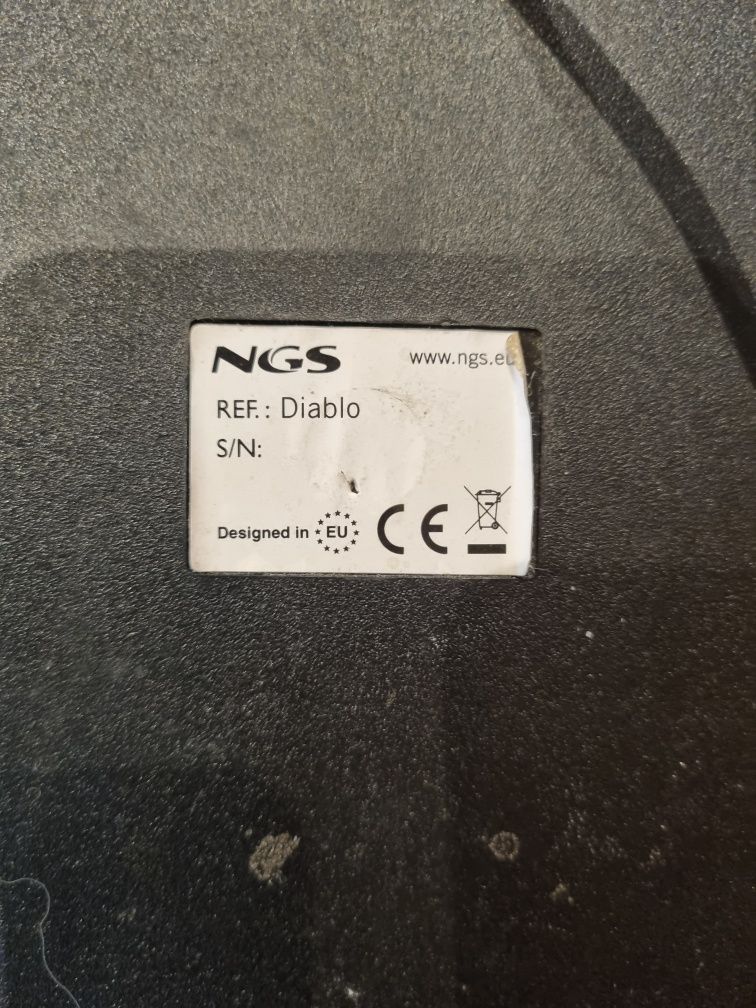 NGS
www.ngs.eu
REF.: Diablo
S/N:
Designed in EU CE